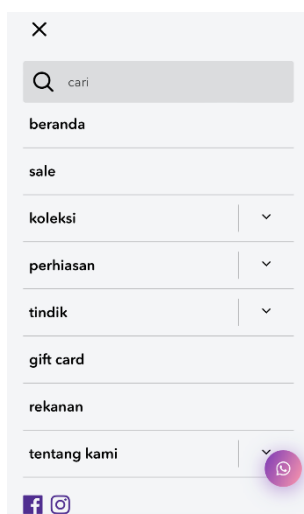 cari
beranda
sale
koleksi
perhiasan
tindik
gift card
rekanan
tentang kami